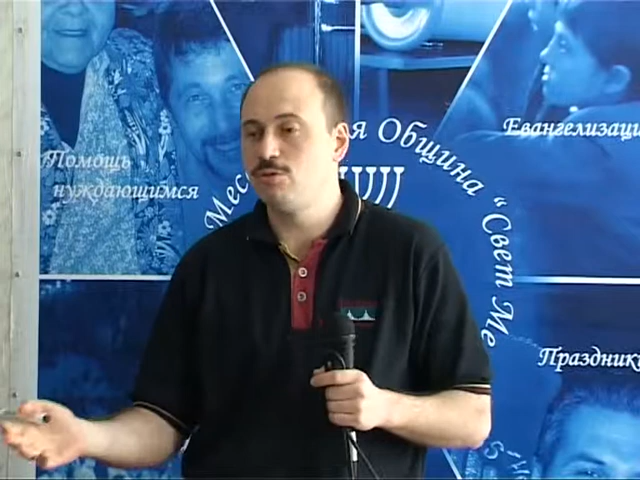 Помощь
нуждающимся
Евангелизаци
Мес
ая Община
"Свет Ме
Праздник